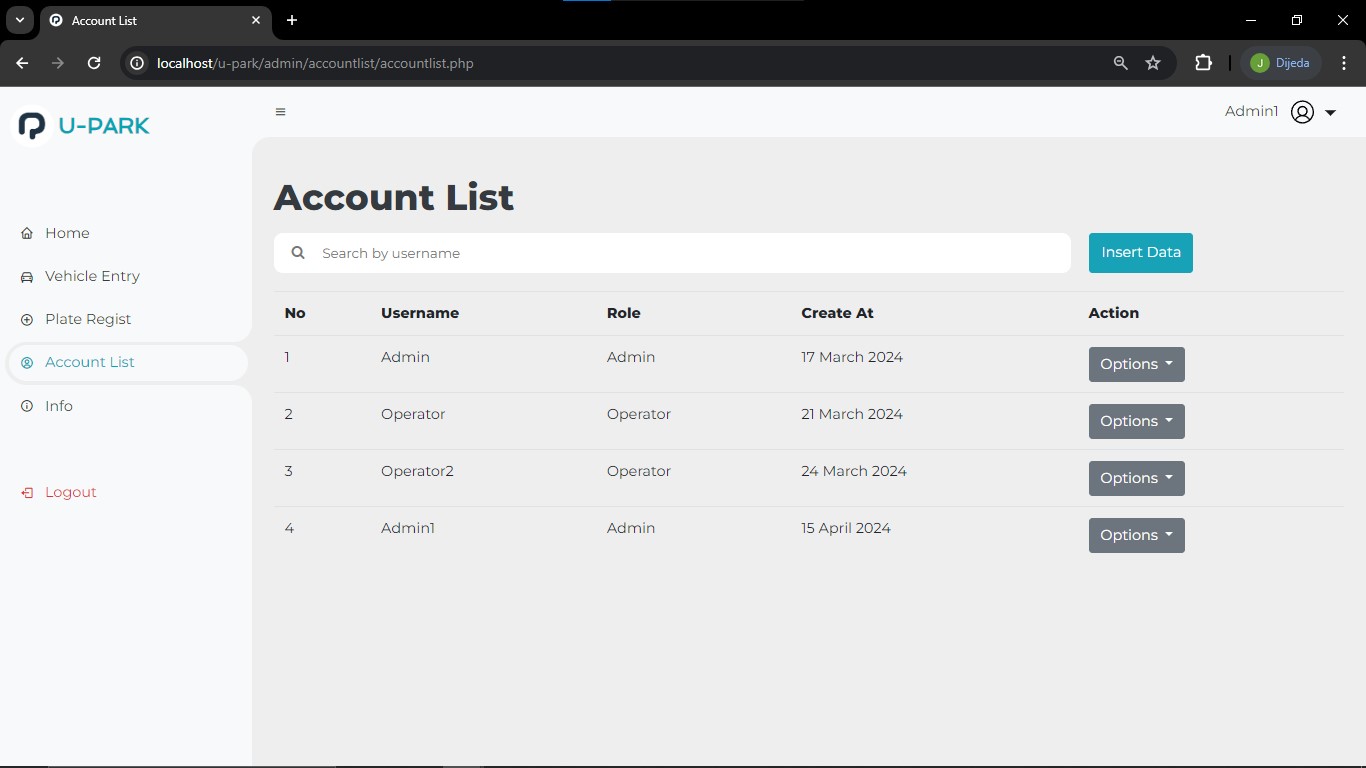 Account List
localhost/u-park/admin/accountlist/accountlist.php
J Dijeda
U-PARK
Admin1
Home
Vehicle Entry
Plate Regist
Account List
Info
Logout
Account List
Search by username
Insert Data
No Username Role Create At Action
1 Admin Admin 17 March 2024 Options
2 Operator Operator 21 March 2024 Options
3 Operator2 Operator 24 March 2024 Options
4 Admin1 Admin 15 April 2024 Options